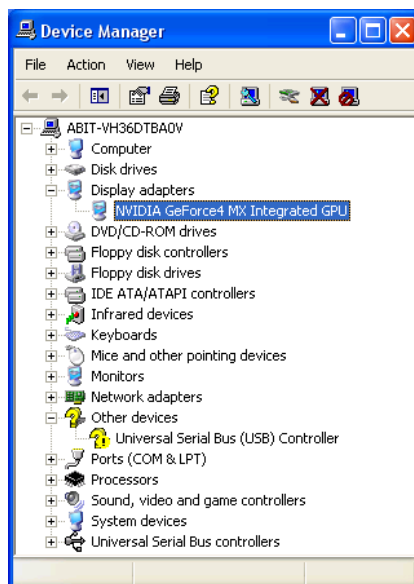 Device Manager
File Action View Help
ABIT-VH36DTBA0V
Computer
Disk drives
Display adapters
NVIDIA GeForce4 MX Integrated GPU
DVD/CD-ROM drives
Floppy disk controllers
Floppy disk drives
IDE ATA/ATAPI controllers
Infrared devices
Keyboards
Mice and other pointing devices
Monitors
Network adapters
Other devices
Universal Serial Bus (USB) Controller
Ports (COM & LPT)
Processors
Sound, video and game controllers
System devices
Universal Serial Bus controllers